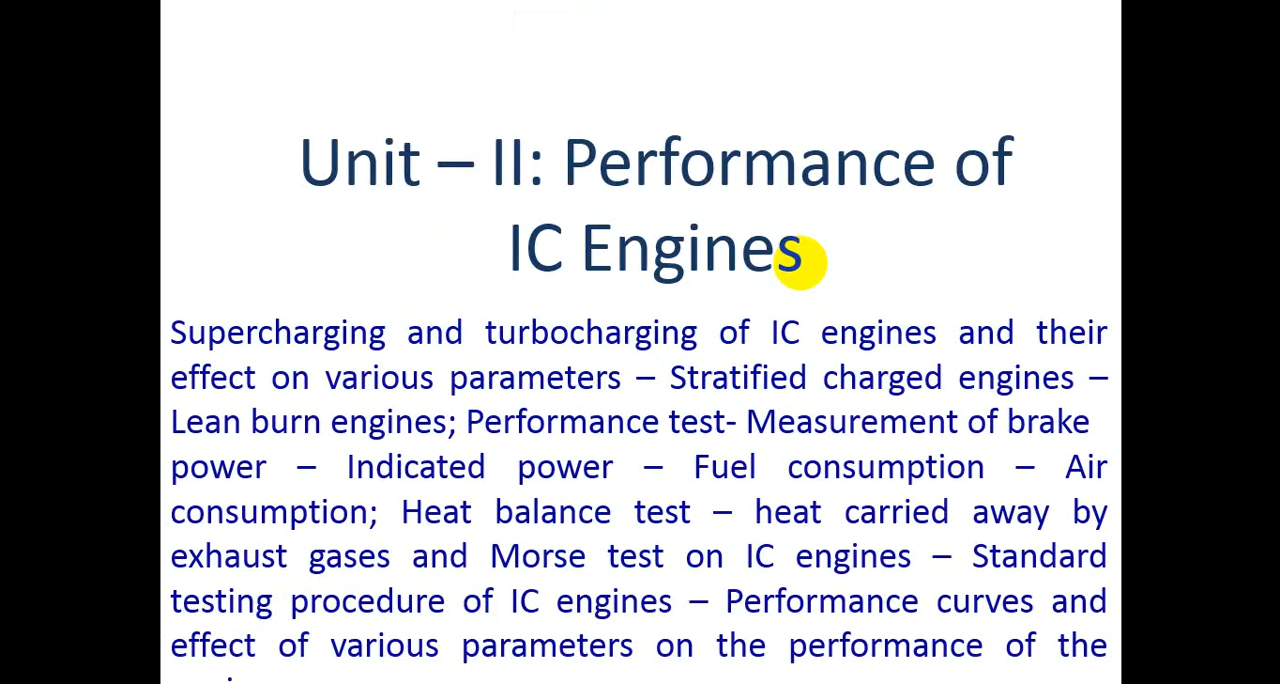 Unit – II: Performance of
IC Engines
Supercharging and turbocharging of IC engines and their
effect on various parameters – Stratified charged engines –
Lean burn engines; Performance test- Measurement of brake
power – Indicated power – Fuel consumption – Air
consumption; Heat balance test – heat carried away by
exhaust gases and Morse test on IC engines – Standard
testing procedure of IC engines – Performance curves and
effect of various parameters on the performance of the